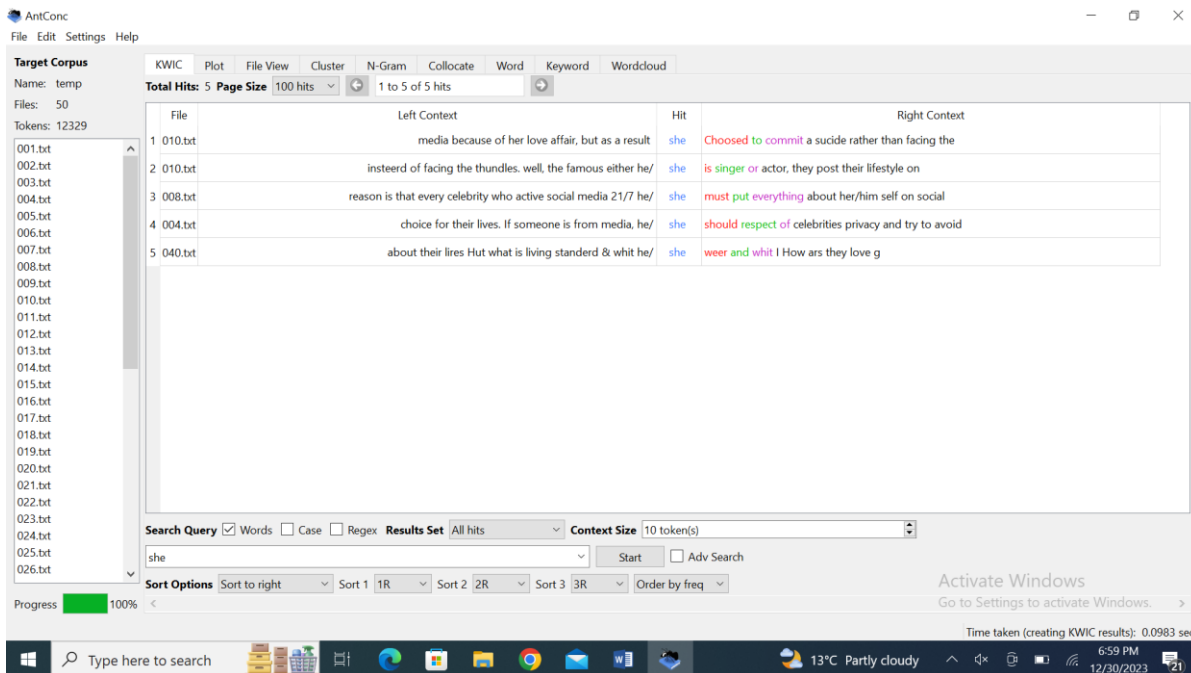 AntConc
File Edit Settings Help
Target Corpus
Name: temp
Files: 50
Tokens: 12329
001.txt
002.txt
003.txt
004.txt
005.txt
006.txt
007.txt
008.txt
009.txt
010.txt
011.txt
012.txt
013.txt
014.txt
015.txt
016.txt
017.txt
018.txt
019.txt
020.txt
021.txt
022.txt
023.txt
024.txt
025.txt
026.txt
Progress 100%
KWIC Plot File View Cluster N-Gram Collocate Word Keyword Wordcloud
Total Hits: 5 Page Size 100 hits 1 to 5 of 5 hits
File Left Context Hit Right Context
1 010.txt media because of her love affair, but as a result she Choosed to commit a sucide rather than facing the
2 010.txt insteerd of facing the thundles. well, the famous either he/ she is singer or actor, they post their lifestyle on
3 008.txt reason is that every celebrity who active social media 21/7 he/ she must put everything about her/him self on social
4 004.txt choice for their lives. If someone is from media, he/ she should respect of celebrities privacy and try to avoid
5 040.txt about their lires Hut what is living standerd & whit he/ she weer and whit I How ars they love g
Search Query Words Case Regex Results Set All hits Context Size 10 token(s)
she Start Adv Search
Sort Options Sort to right Sort 1 1R Sort 2 2R Sort 3 3R Order by freq
Activate Windows
Go to Settings to activate Windows.
Time taken (creating KWIC results): 0.0983 se
Type here to search
13°C Partly cloudy
6:59 PM
12/30/2023
21